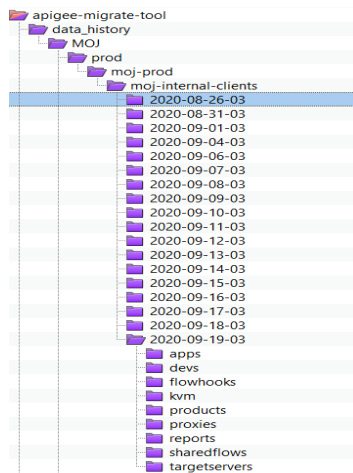 apigee-migrate-tool
data_history
MOJ
prod
moj-prod
moj-internal-clients
2020-08-26-03
2020-08-31-03
2020-09-01-03
2020-09-04-03
2020-09-06-03
2020-09-07-03
2020-09-08-03
2020-09-09-03
2020-09-10-03
2020-09-11-03
2020-09-12-03
2020-09-13-03
2020-09-14-03
2020-09-15-03
2020-09-16-03
2020-09-17-03
2020-09-18-03
2020-09-19-03
apps
devs
flowhooks
kvm
products
proxies
reports
sharedflows
targetservers